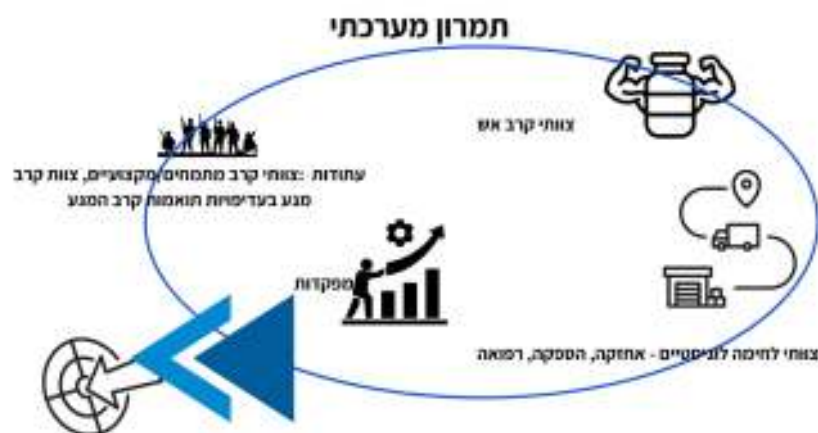 תמרון מערכתי
צוותי קרב אש
עתודות :צוותי קרב מתמחים/מקצועיים, צוות קרב
מגע בעדיפויות תואמות קרב המגע
מפקדות
צוותי לחימה לוגיסטיים - אחזקה, הספקה, רפואה